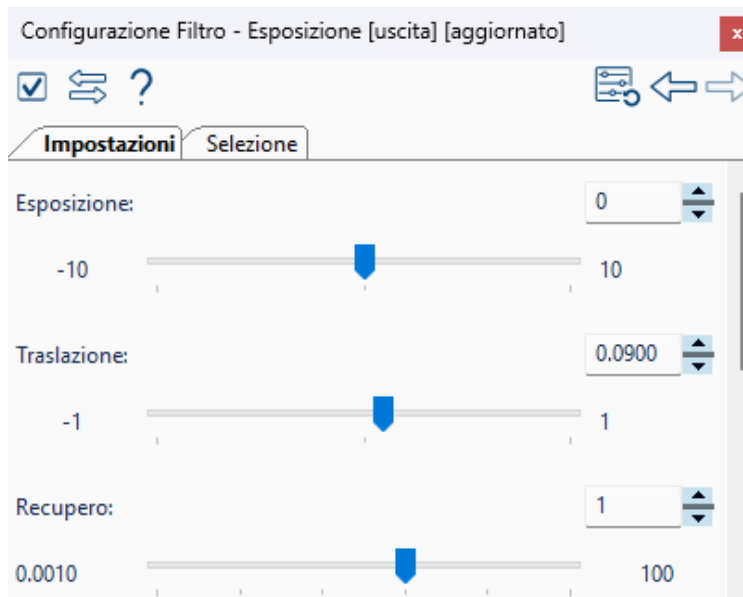 Configurazione Filtro - Esposizione [uscita] [aggiornato] x
?
Impostazioni Selezione
Esposizione: 0
-10 10
Traslazione: 0.0900
-1 1
Recupero: 1
0.0010 100